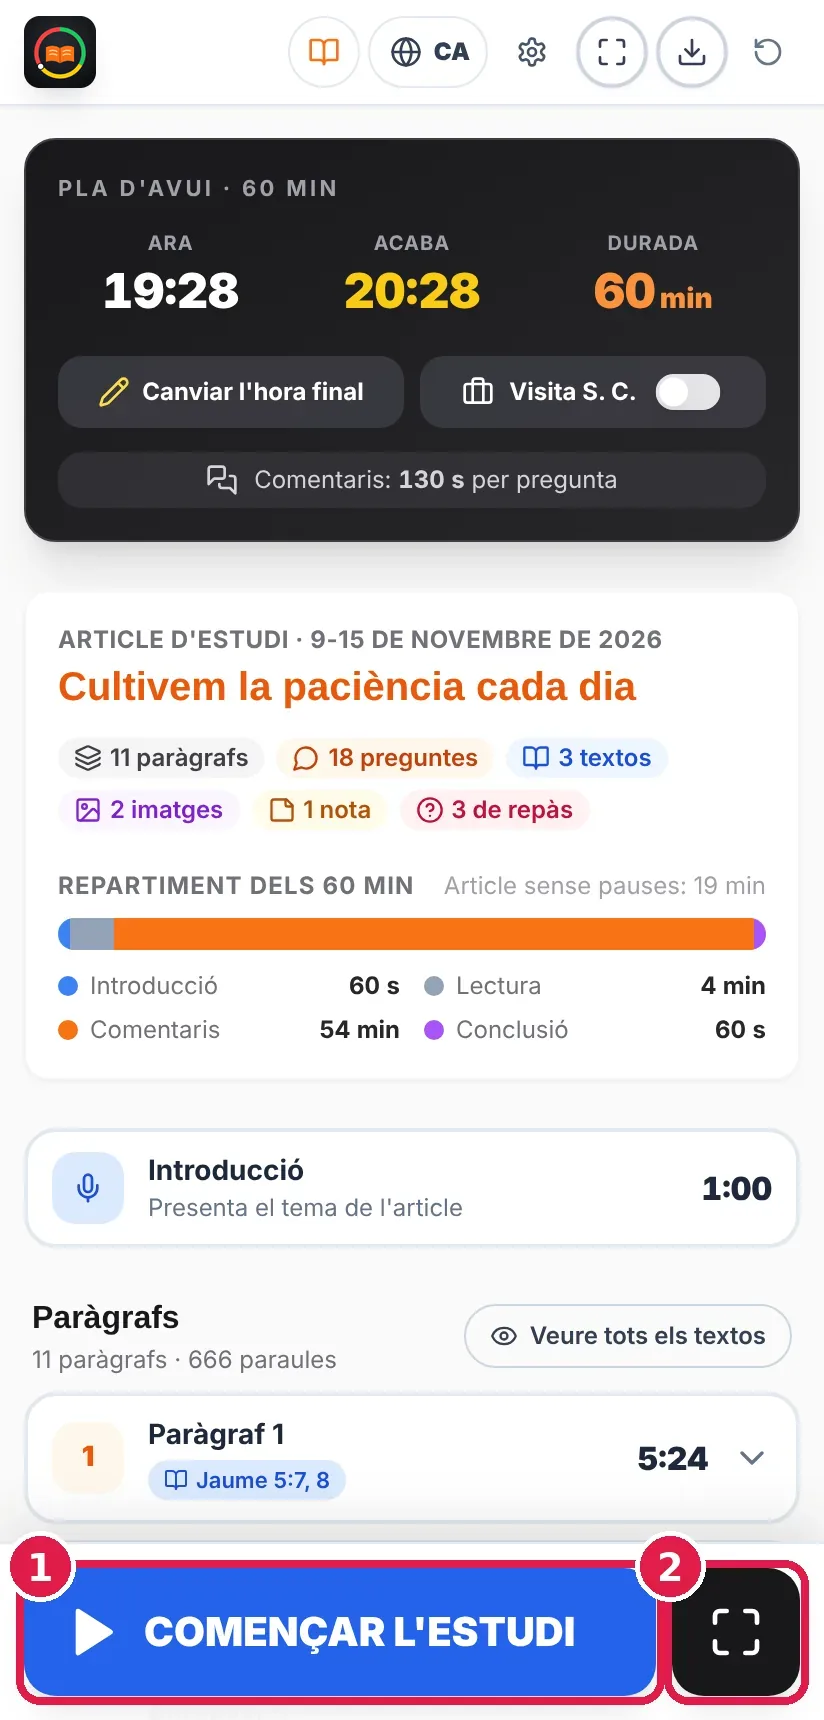 CA
PLA D'AVUI · 60 MIN
ARA ACABA DURADA
19:28 20:28 60 min
Canviar l'hora final Visita S. C.
Comentaris: 130 s per pregunta
ARTICLE D'ESTUDI · 9-15 DE NOVEMBRE DE 2026
Cultivem la paciència cada dia
11 paràgrafs 18 preguntes 3 textos
2 imatges 1 nota 3 de repàs
REPARTIMENT DELS 60 MIN Article sense pauses: 19 min
Introducció 60 s Lectura 4 min
Comentaris 54 min Conclusió 60 s
Introducció
Presenta el tema de l'article
1:00
Paràgrafs
11 paràgrafs · 666 paraules
Veure tots els textos
1 Paràgraf 1
Jaume 5:7, 8
5:24
1 2
COMENÇAR L'ESTUDI